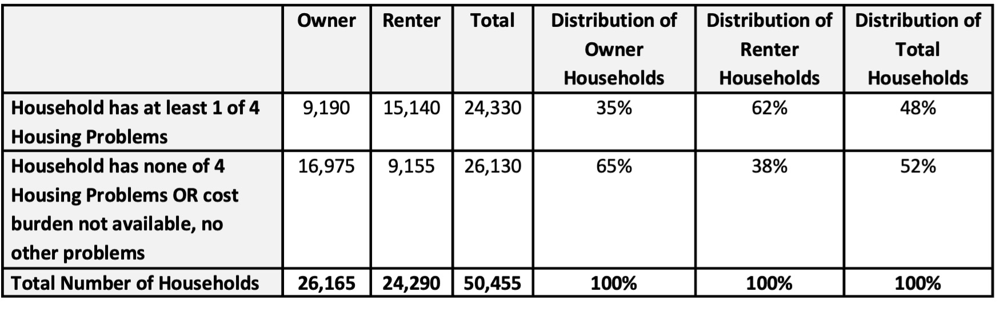 Owner Renter Total Distribution of Distribution of Distribution of
Owner Renter Total
Households Households Households
Household has at least 1 of 4 9,190 15,140 24,330 35% 62% 48%
Housing Problems
Household has none of 4 16,975 9,155 26,130 65% 38% 52%
Housing Problems OR cost
burden not available, no
other problems
Total Number of Households 26,165 24,290 50,455 100% 100% 100%